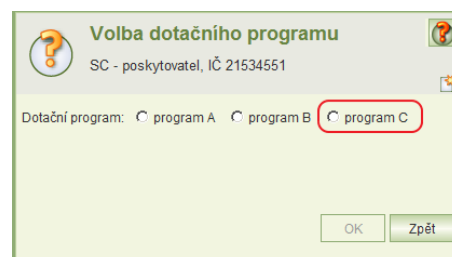 Volba dotačního programu
SC - poskytovatel, IČ 21534551
Dotační program: program A program B program C
OK Zpět